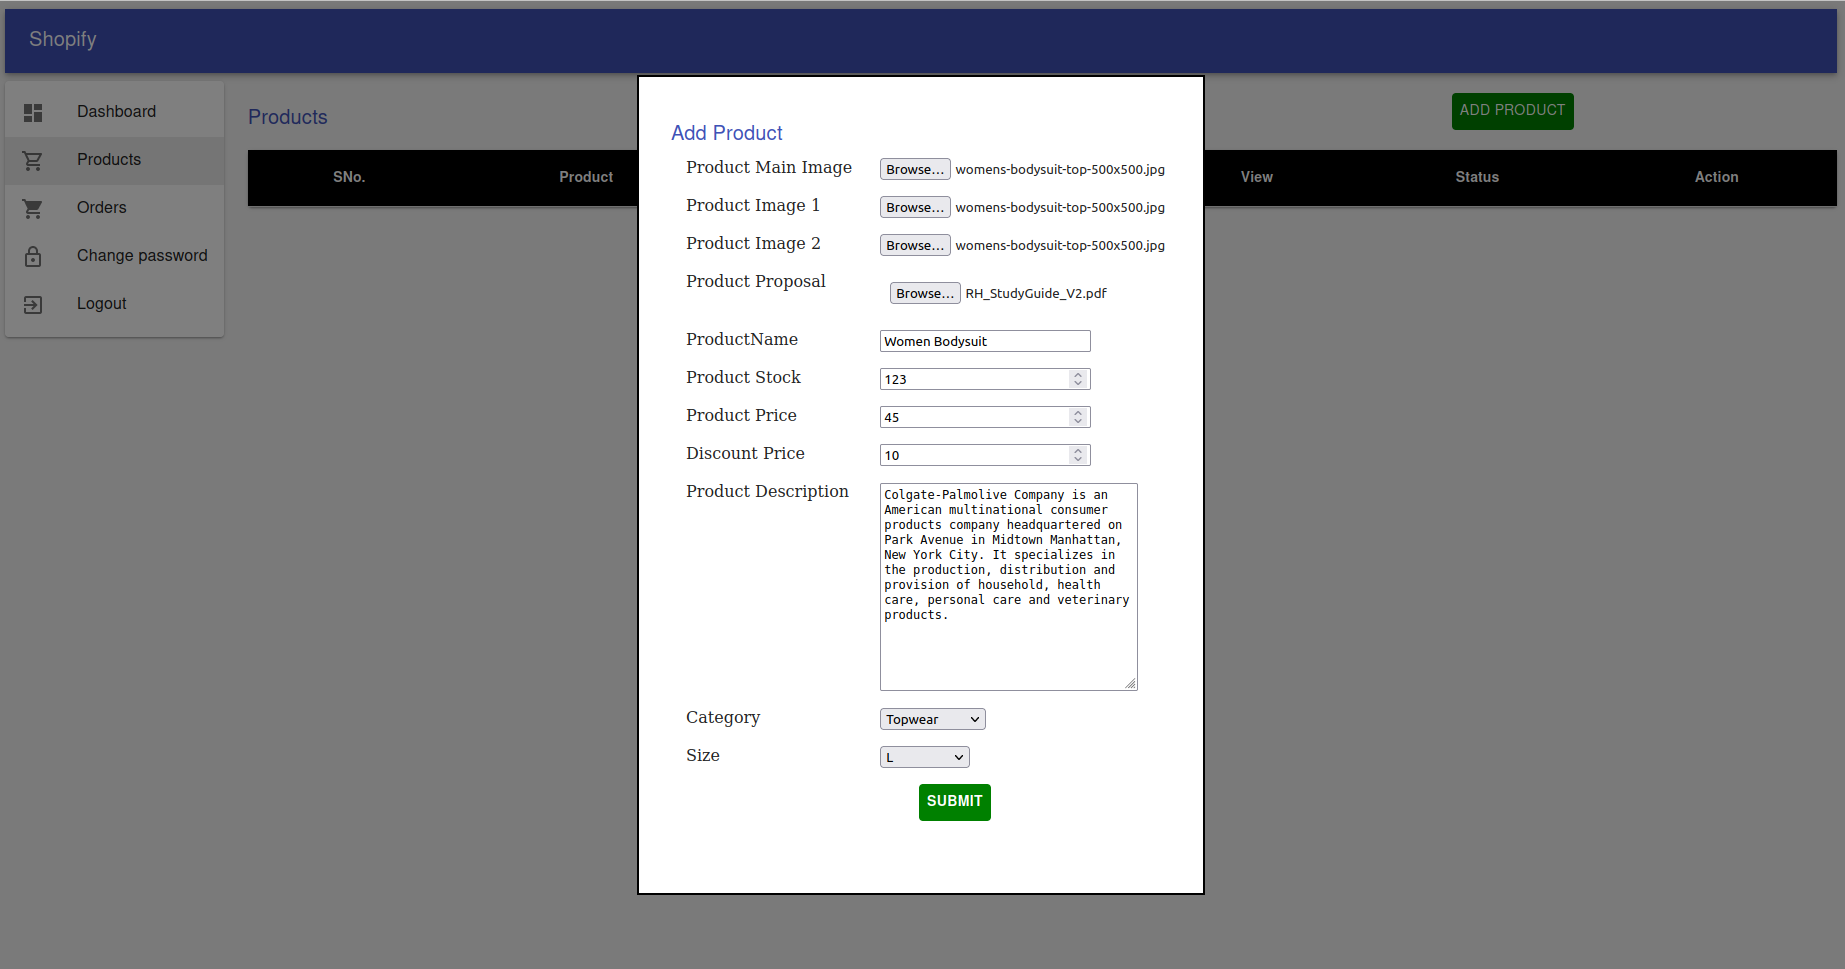 Shopify
Dashboard
Products
Orders
Change password
Logout
Products
ADD PRODUCT
SNo.
Product
View
Status
Action
Add Product
Product Main Image
Browse... womens-bodysuit-top-500x500.jpg
Product Image 1
Browse... womens-bodysuit-top-500x500.jpg
Product Image 2
Browse... womens-bodysuit-top-500x500.jpg
Product Proposal
Browse... RH_StudyGuide_V2.pdf
ProductName
Women Bodysuit
Product Stock
123
Product Price
45
Discount Price
10
Product Description
Colgate-Palmolive Company is an
American multinational consumer
products company headquartered on
Park Avenue in Midtown Manhattan,
New York City. It specializes in
the production, distribution and
provision of household, health
care, personal care and veterinary
products.
Category
Topwear
Size
L
SUBMIT